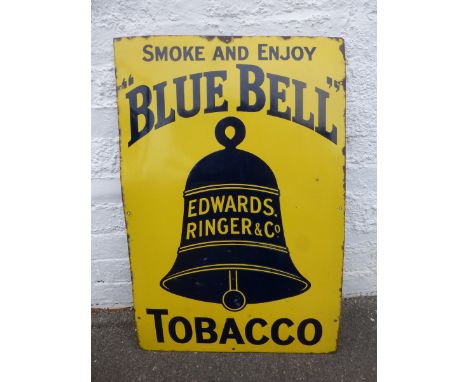 SMOKE AND ENJOY
"BLUE BELL"
EDWARDS.
RINGER & Co
TOBACCO